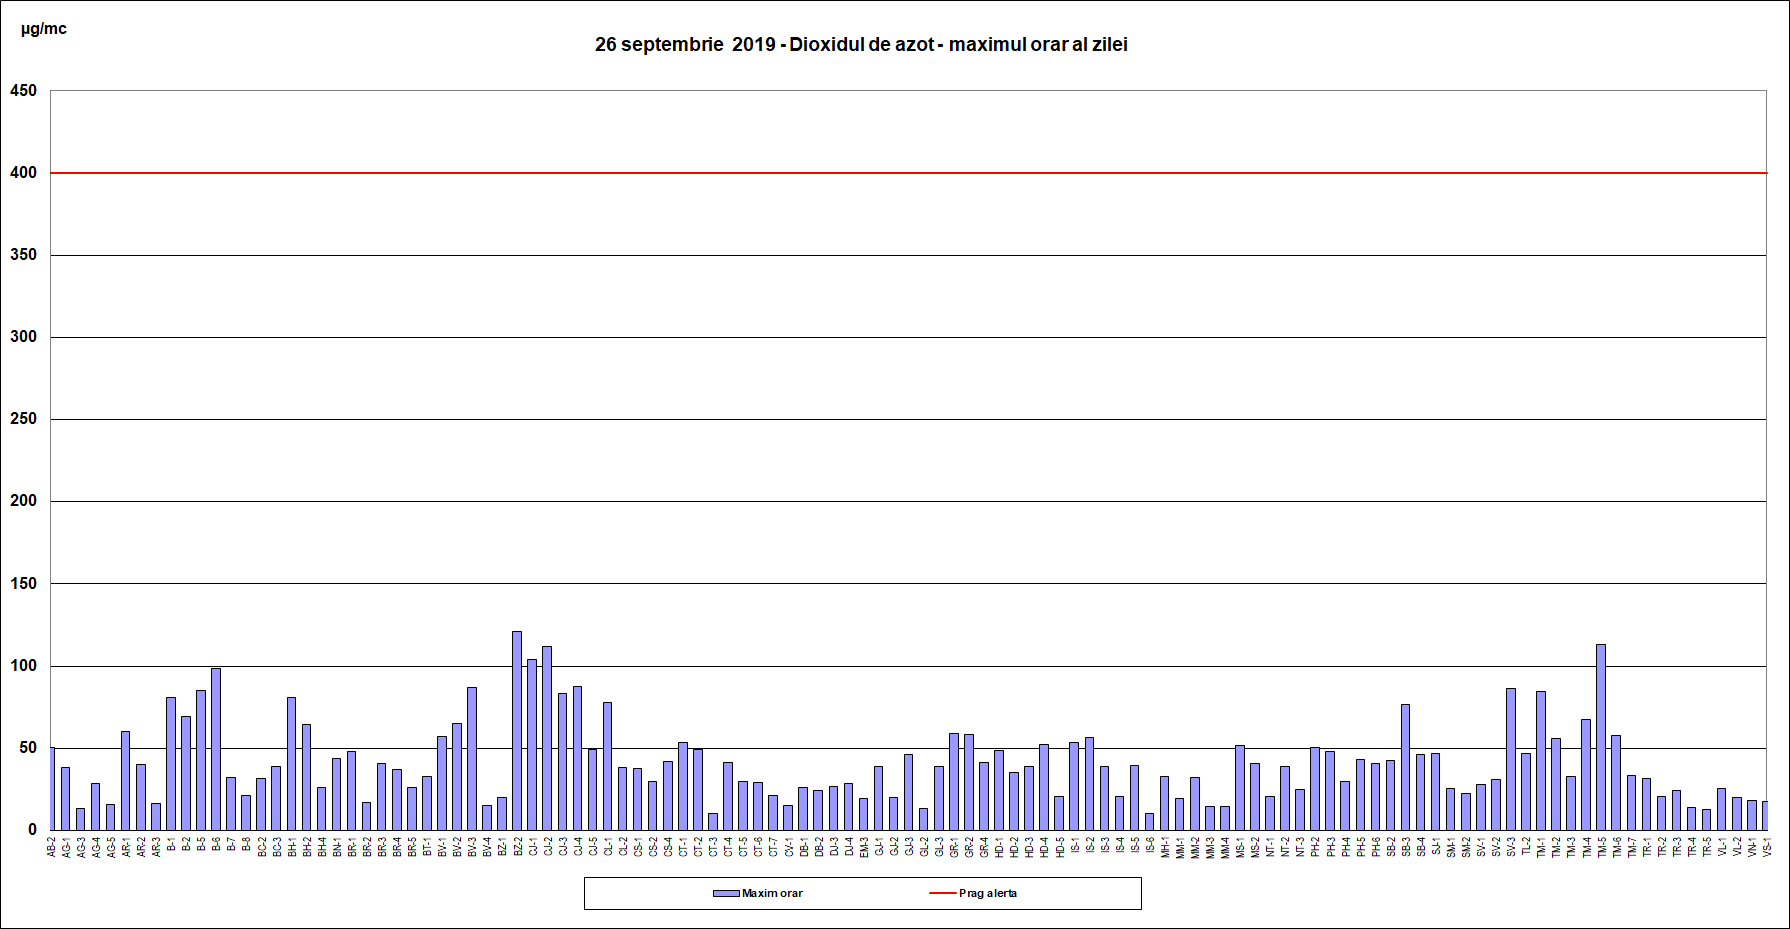 µg/mc
26 septembrie 2019 - Dioxidul de azot - maximul orar al zilei
450
400
350
300
250
200
150
100
50
0
AB-2 AG-1 AG-3 AG-4 AG-5 AR-1 AR-2 AR-3 B-1 B-2 B-5 B-6 B-7 B-8 BC-2 BC-3 BH-1 BH-2 BH-4 BN-1 BR-1 BR-2 BR-3 BR-4 BR-5 BT-1 BV-1 BV-2 BV-3 BV-4 BZ-1 BZ-2 CJ-1 CJ-2 CJ-3 CJ-4 CJ-5 CL-1 CL-2 CS-1 CS-2 CS-4 CT-1 CT-2 CT-3 CT-4 CT-5 CT-6 CT-7 CV-1 DB-1 DB-2 DJ-3 DJ-4 EM-3 GJ-1 GJ-2 GJ-3 GL-2 GL-3 GR-1 GR-2 GR-4 HD-1 HD-2 HD-3 HD-4 HD-5 IS-1 IS-2 IS-3 IS-4 IS-5 IS-6 MH-1 MM-1 MM-2 MM-3 MM-4 MS-1 MS-2 NT-1 NT-2 NT-3 PH-2 PH-3 PH-4 PH-5 PH-6 SB-2 SB-3 SB-4 SJ-1 SM-1 SM-2 SV-1 SV-2 SV-3 TL-2 TM-1 TM-2 TM-3 TM-4 TM-5 TM-6 TM-7 TR-1 TR-2 TR-3 TR-4 TR-5 VL-1 VL-2 VN-1 VS-1
Maxim orar Prag alerta